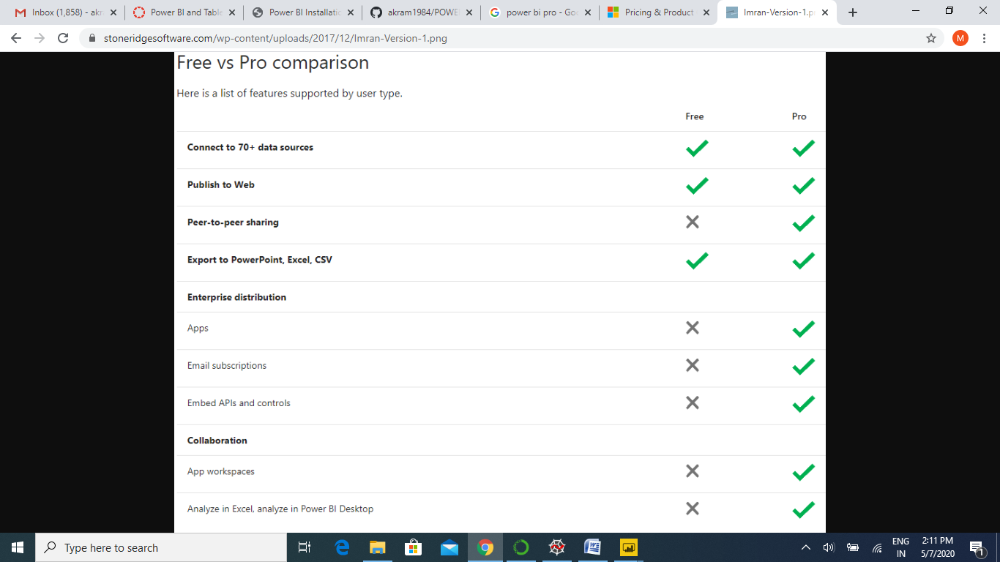 Inbox (1,858) - akr
Power BI and Table
Power BI Installatio
akram1984/POWE
power bi pro - Goo
Pricing & Product
Imran-Version-1.p
stoneridgesoftware.com/wp-content/uploads/2017/12/Imran-Version-1.png
M
Free vs Pro comparison
Here is a list of features supported by user type.
Free Pro
Connect to 70+ data sources
Publish to Web
Peer-to-peer sharing
Export to PowerPoint, Excel, CSV
Enterprise distribution
Apps
Email subscriptions
Embed APIs and controls
Collaboration
App workspaces
Analyze in Excel, analyze in Power BI Desktop
Type here to search
ENG
IN
2:11 PM
5/7/2020
1